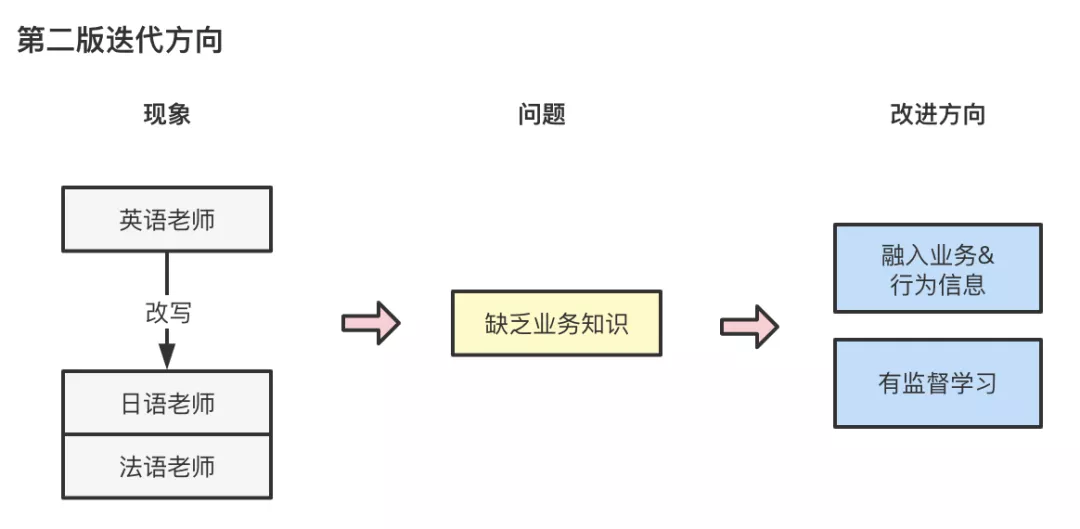 第二版迭代方向
现象
问题
改进方向
英语老师
改写
日语老师
法语老师
缺乏业务知识
融入业务&
行为信息
有监督学习